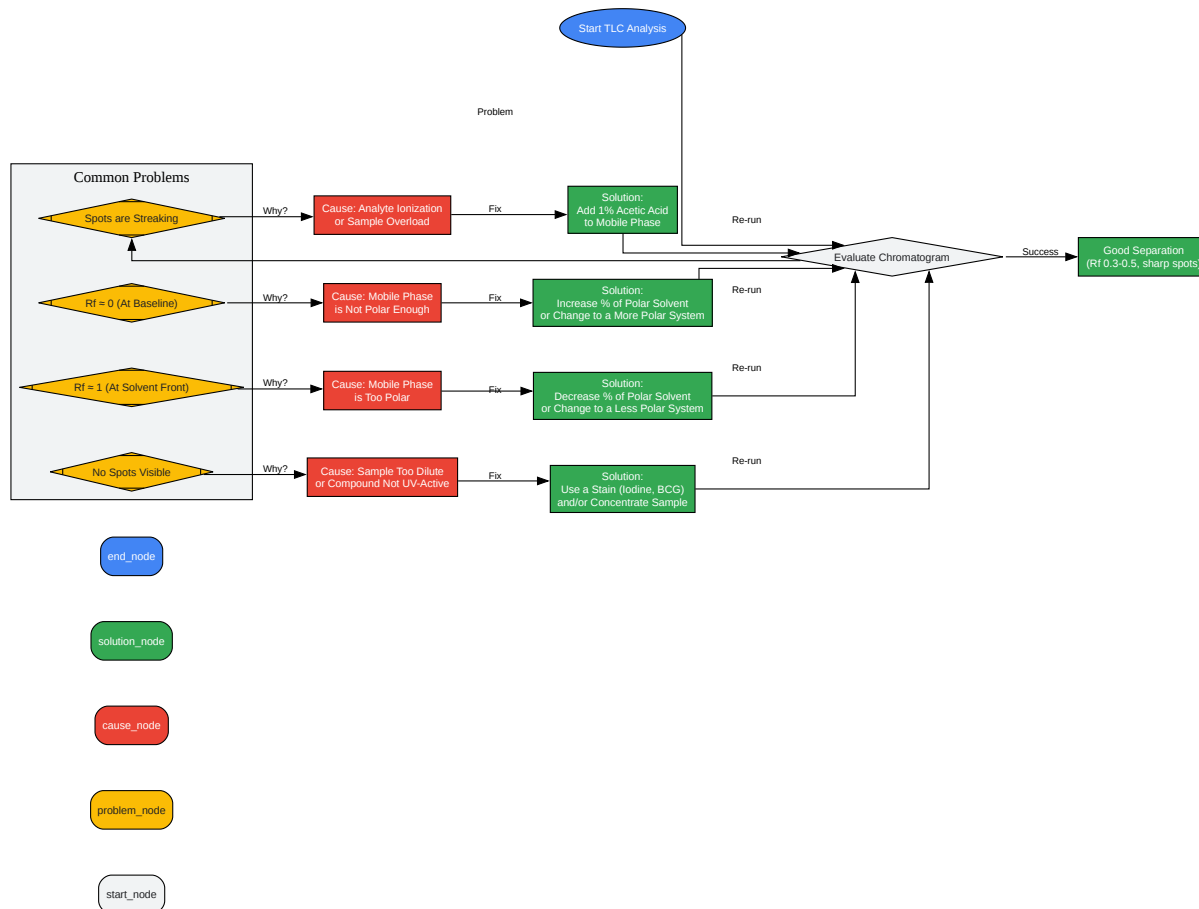 Start TLC Analysis
Problem
Common Problems
Spots are Streaking
Why?
Cause: Analyte Ionization
or Sample Overload
Fix
Solution:
Add 1% Acetic Acid
to Mobile Phase
Re-run
Evaluate Chromatogram
Success
Good Separation
(Rf 0.3-0.5, sharp spots)
Rf ≈ 0 (At Baseline)
Why?
Cause: Mobile Phase
is Not Polar Enough
Fix
Solution:
Increase % of Polar Solvent
or Change to a More Polar System
Re-run
Rf ≈ 1 (At Solvent Front)
Why?
Cause: Mobile Phase
is Too Polar
Fix
Solution:
Decrease % of Polar Solvent
or Change to a Less Polar System
Re-run
No Spots Visible
Why?
Cause: Sample Too Dilute
or Compound Not UV-Active
Fix
Solution:
Use a Stain (Iodine, BCG)
and/or Concentrate Sample
Re-run
end_node
solution_node
cause_node
problem_node
start_node